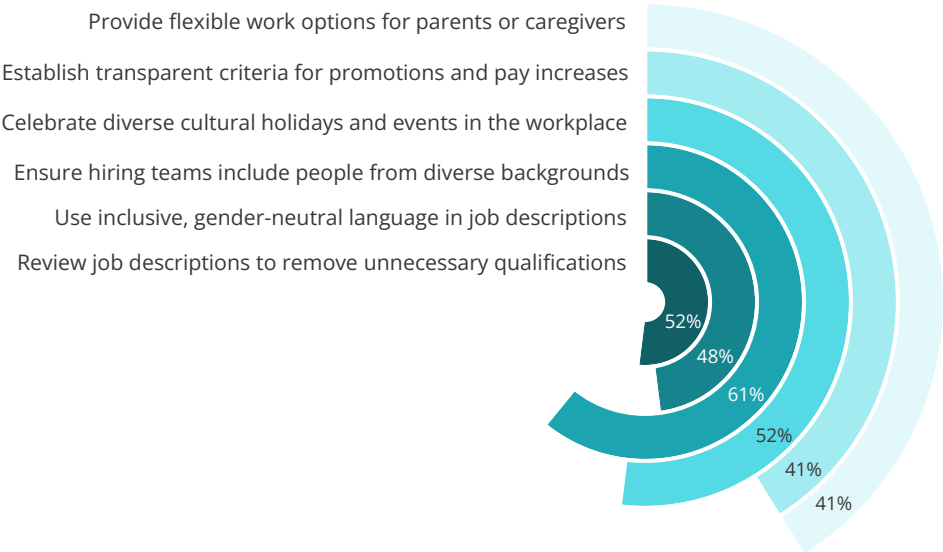 Provide flexible work options for parents or caregivers
Establish transparent criteria for promotions and pay increases
Celebrate diverse cultural holidays and events in the workplace
Ensure hiring teams include people from diverse backgrounds
Use inclusive, gender-neutral language in job descriptions
Review job descriptions to remove unnecessary qualifications
52%
48%
61%
52%
41%
41%